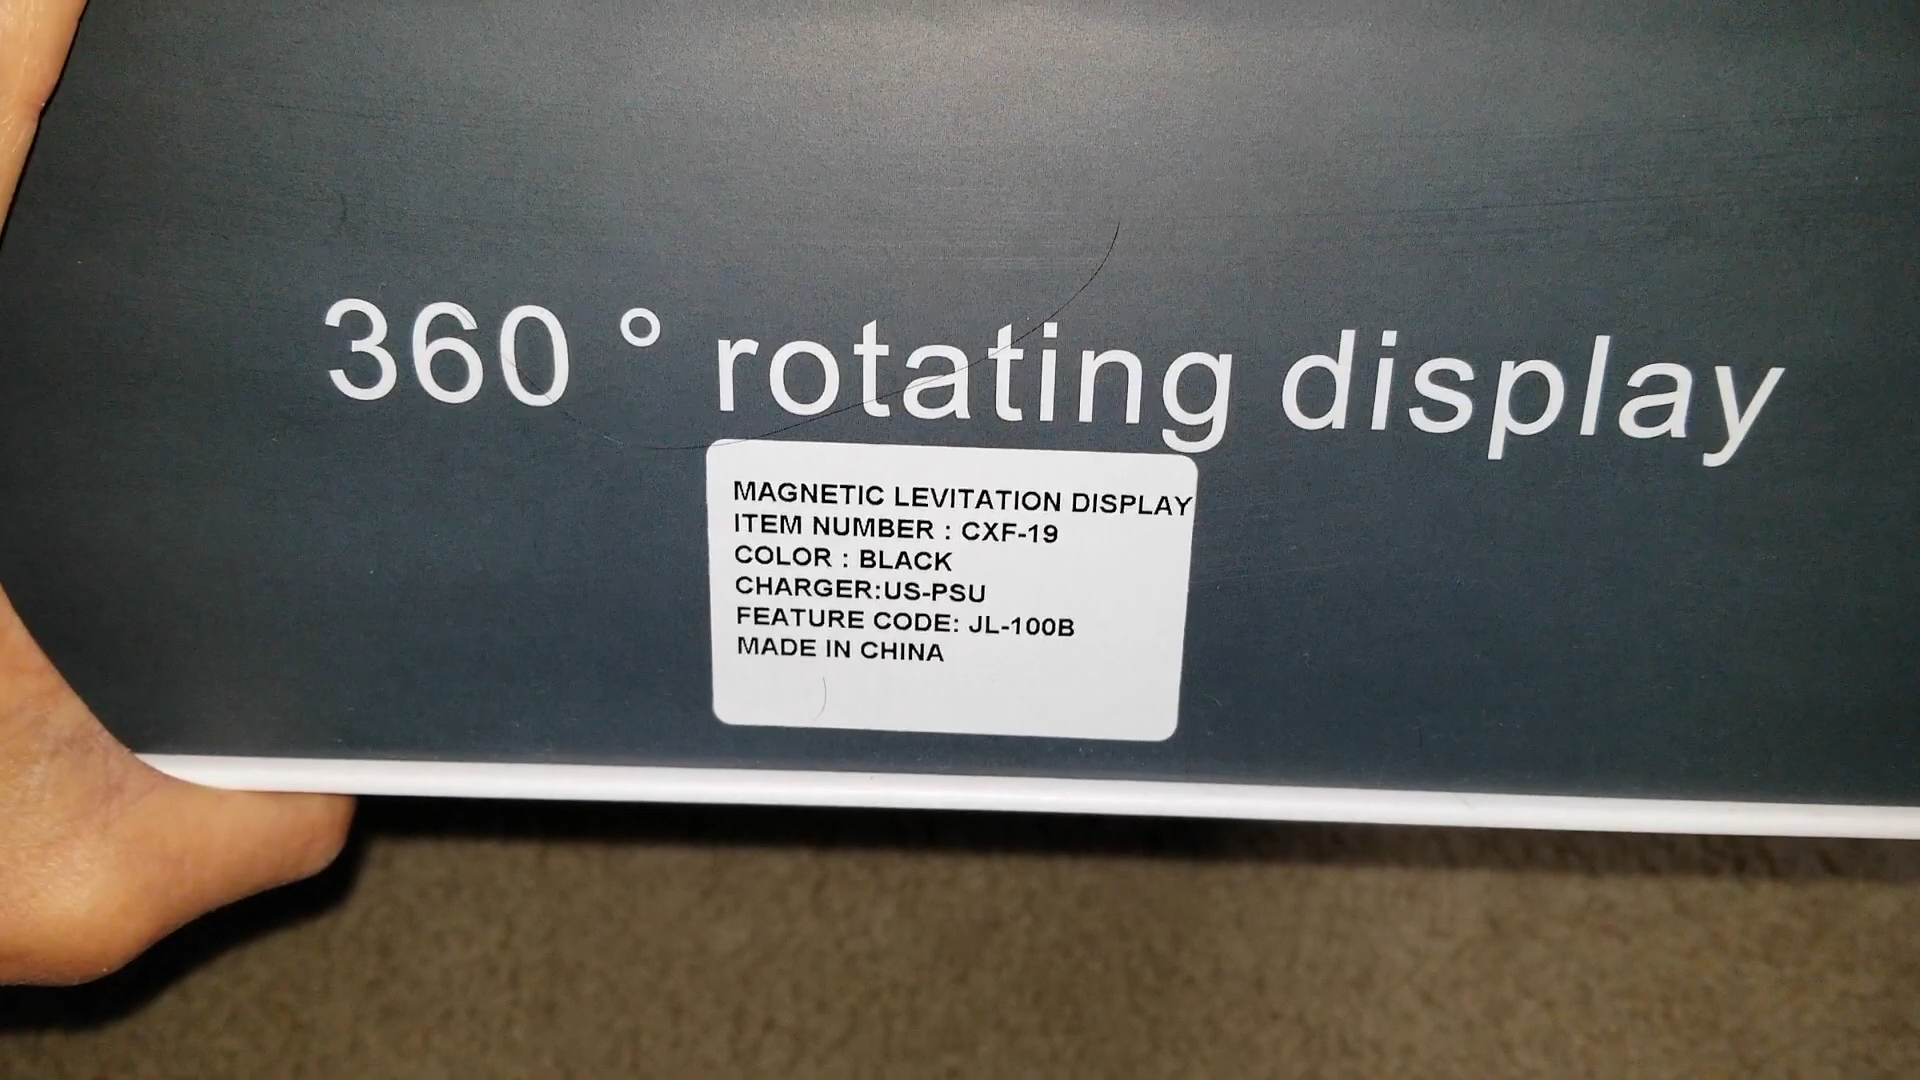 360 ° rotating display
MAGNETIC LEVITATION DISPLAY
ITEM NUMBER : CXF-19
COLOR : BLACK
CHARGER:US-PSU
FEATURE CODE: JL-100B
MADE IN CHINA